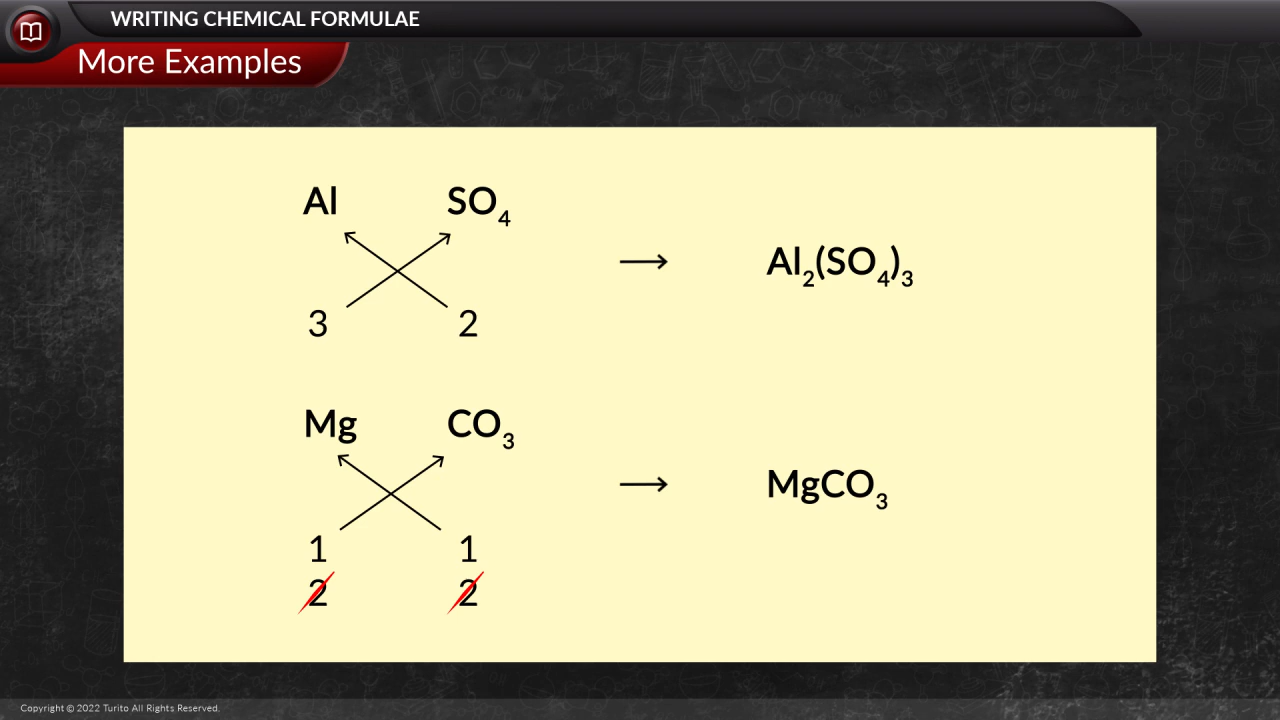 WRITING CHEMICAL FORMULAE
More Examples
Al SO₄
→ Al₂(SO₄)₃
3 2
Mg CO₃
→ MgCO₃
1 1
2 2
Copyright © 2022 Turito All Rights Reserved.